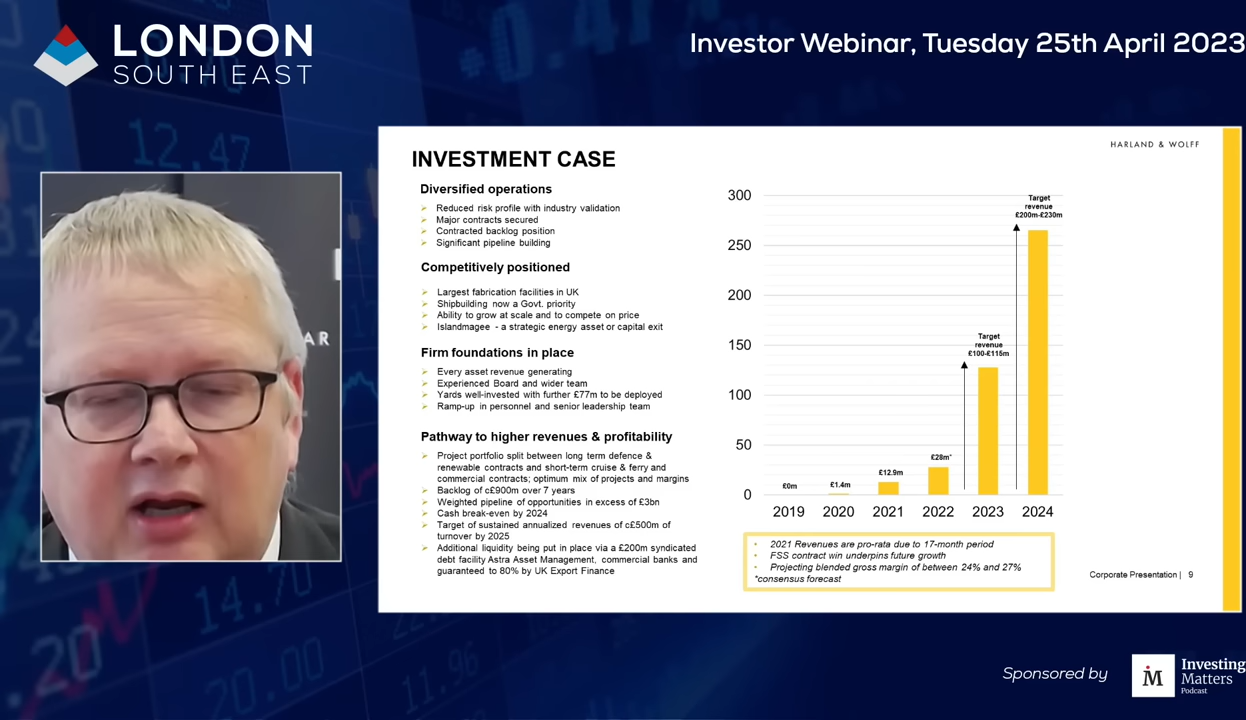 LONDON
SOUTH EAST
Investor Webinar, Tuesday 25th April 2023
HARLAND & WOLFF
INVESTMENT CASE
Diversified operations
Reduced risk profile with industry validation
Major contracts secured
Contracted backlog position
Significant pipeline building
Competitively positioned
Largest fabrication facilities in UK
Shipbuilding now a Govt. priority
Ability to grow at scale and to compete on price
Islandmagee - a strategic energy asset or capital exit
Firm foundations in place
Every asset revenue generating
Experienced Board and wider team
Yards well-invested with further £77m to be deployed
Ramp-up in personnel and senior leadership team
Pathway to higher revenues & profitability
Project portfolio split between long term defence &
renewable contracts and short-term cruise & ferry and
commercial contracts; optimum mix of projects and margins
Backlog of c£900m over 7 years
Weighted pipeline of opportunities in excess of £3bn
Cash break-even by 2024
Target of sustained annualized revenues of c£500m of
turnover by 2025
Additional liquidity being put in place via a £200m syndicated
debt facility Astra Asset Management, commercial banks and
guaranteed to 80% by UK Export Finance
300
250
200
150
100
50
0
£0m
£1.4m
£12.9m
£28m*
Target
revenue
£100-£115m
Target
revenue
£200m-£230m
2019 2020 2021 2022 2023 2024
2021 Revenues are pro-rata due to 17-month period
FSS contract win underpins future growth
Projecting blended gross margin of between 24% and 27%
*consensus forecast
Corporate Presentation | 9
AR
12.47
14.70
.20
20.00
11.96
Sponsored by
iM
Investing
Matters
Podcast